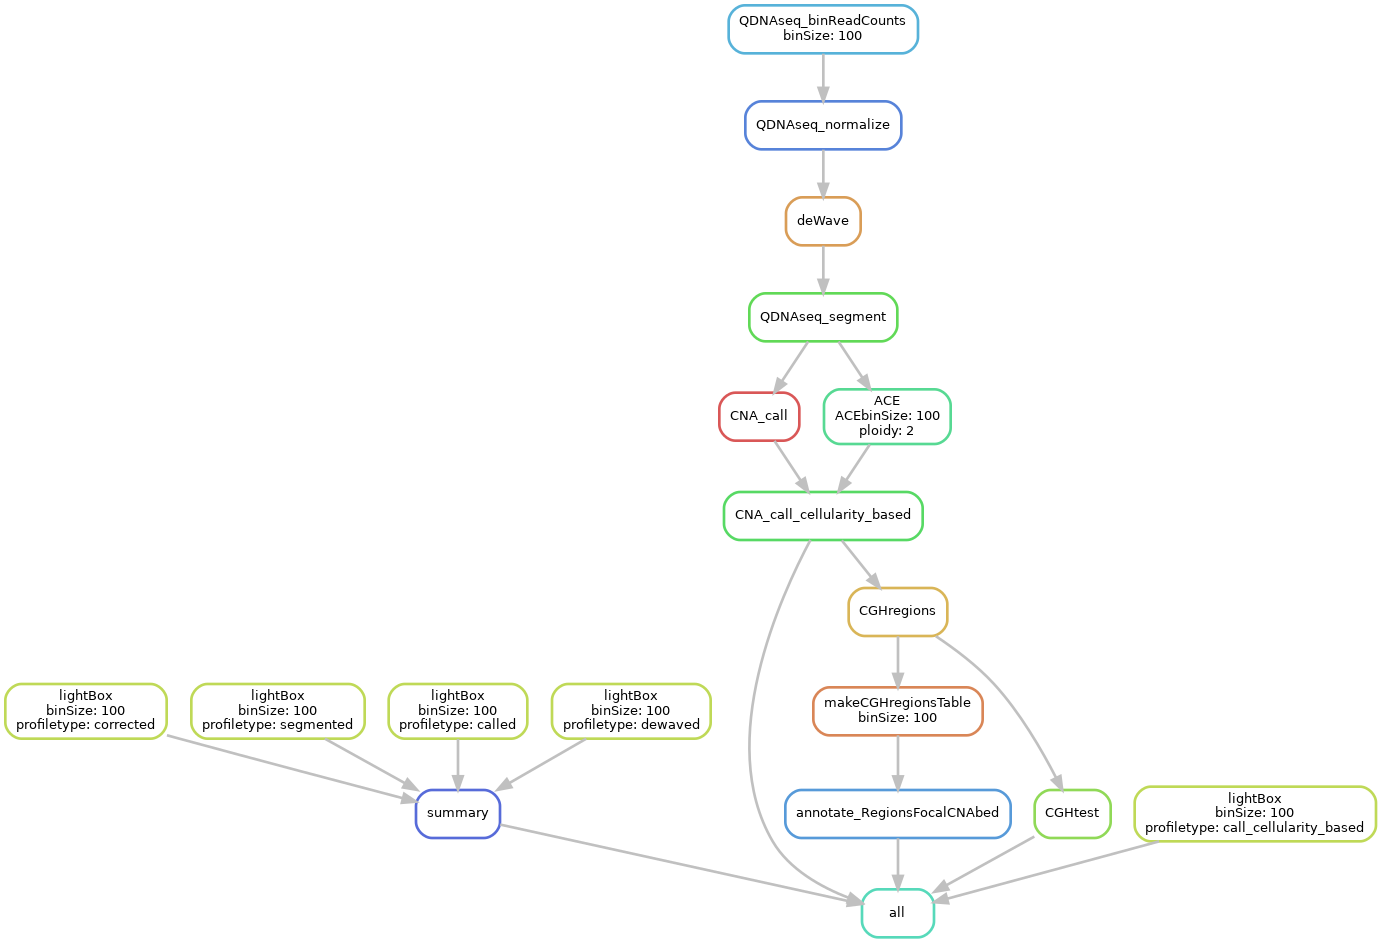 QDNAseq_binReadCounts
binSize: 100
QDNAseq_normalize
deWave
QDNAseq_segment
CNA_call
ACE
ACEbinSize: 100
ploidy: 2
CNA_call_cellularity_based
CGHregions
lightBox
binSize: 100
profiletype: corrected
lightBox
binSize: 100
profiletype: segmented
lightBox
binSize: 100
profiletype: called
lightBox
binSize: 100
profiletype: dewaved
makeCGHregionsTable
binSize: 100
summary
annotate_RegionsFocalCNAbed
CGHtest
lightBox
binSize: 100
profiletype: call_cellularity_based
all